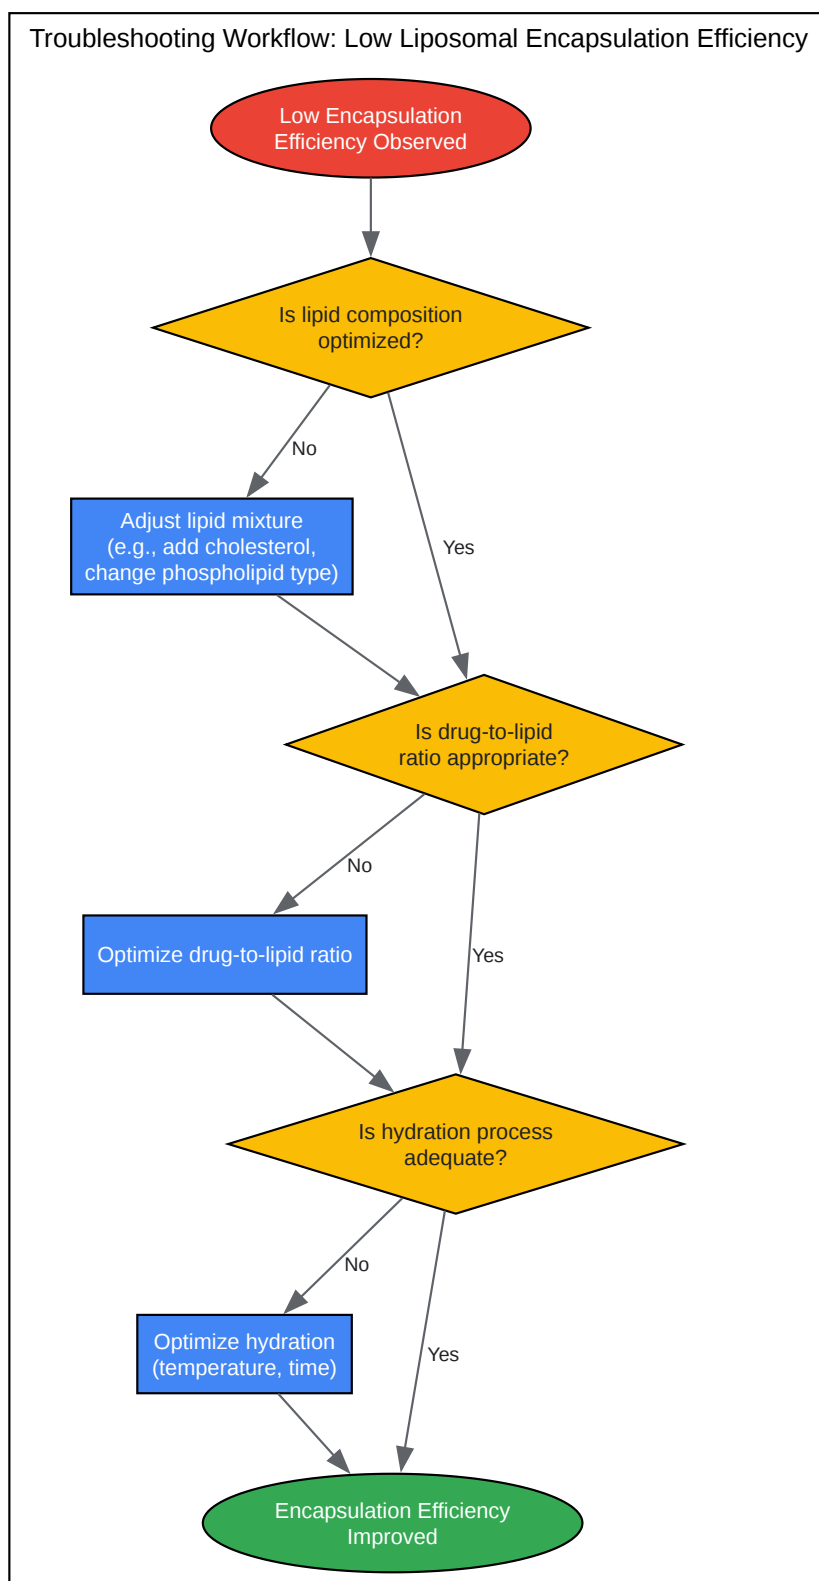 Troubleshooting Workflow: Low Liposomal Encapsulation Efficiency
Low Encapsulation
Efficiency Observed
Is lipid composition
optimized?
No
Adjust lipid mixture
(e.g., add cholesterol,
change phospholipid type)
Yes
Is drug-to-lipid
ratio appropriate?
No
Optimize drug-to-lipid ratio
Yes
Is hydration process
adequate?
No
Optimize hydration
(temperature, time)
Yes
Encapsulation Efficiency
Improved